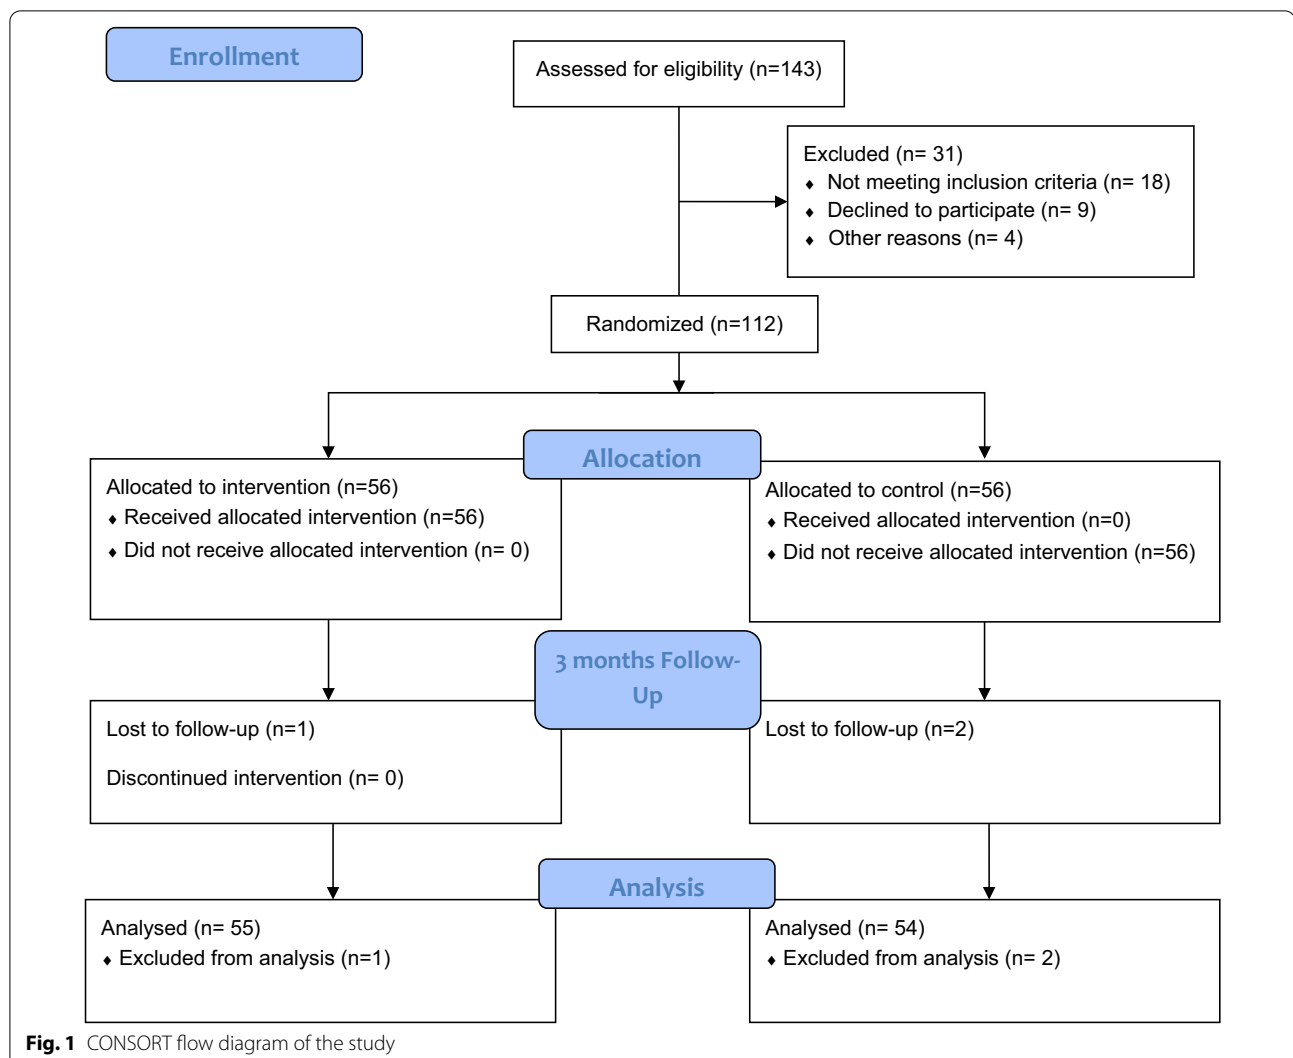 Enrollment
Assessed for eligibility (n=143)
Excluded (n= 31)
♦ Not meeting inclusion criteria (n= 18)
♦ Declined to participate (n= 9)
♦ Other reasons (n= 4)
Randomized (n=112)
Allocation
Allocated to intervention (n=56)
♦ Received allocated intervention (n=56)
♦ Did not receive allocated intervention (n= 0)
Allocated to control (n=56)
♦ Received allocated intervention (n=0)
♦ Did not receive allocated intervention (n=56)
3 months Follow-
Up
Lost to follow-up (n=1)
Discontinued intervention (n= 0)
Lost to follow-up (n=2)
Analysis
Analysed (n= 55)
♦ Excluded from analysis (n=1)
Analysed (n= 54)
♦ Excluded from analysis (n= 2)
Fig. 1 CONSORT flow diagram of the study